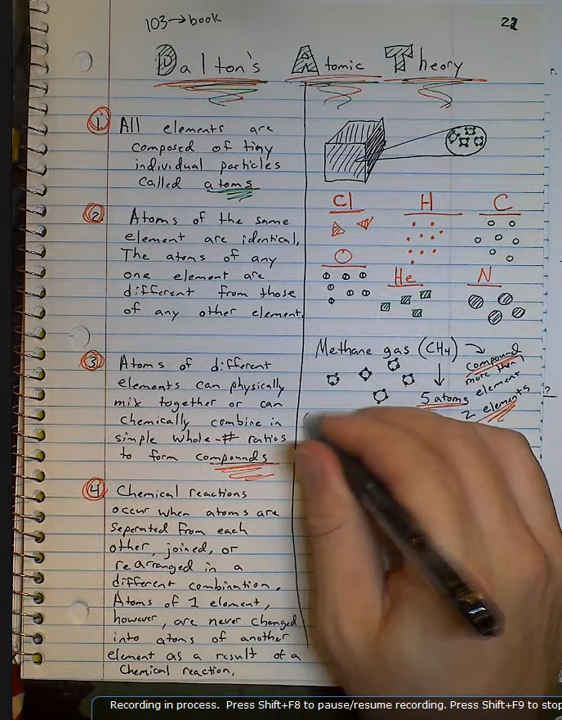 103→book
22
Dalton's Atomic Theory
1 All elements are
composed of tiny
individual particles
called atoms
2 Atoms of the same
element are identical,
The atoms of any
one element are
different from those
of any other element.
3 Atoms of different
elements can physically
mix together or can
chemically combine in
simple whole-# ratios
to form compounds
4 Chemical reactions
occur when atoms are
seperated from each
other, joined, or
rearranged in a
different combination.
Atoms of 1 element,
however, are never changed
into atoms of another
element as a result of a
Chemical reaction.
Cl H C
O He N
Methane gas (CH4) →
compound
more then 1
element
5 atoms
2 elements
Recording in process. Press Shift+F8 to pause/resume recording. Press Shift+F9 to stop